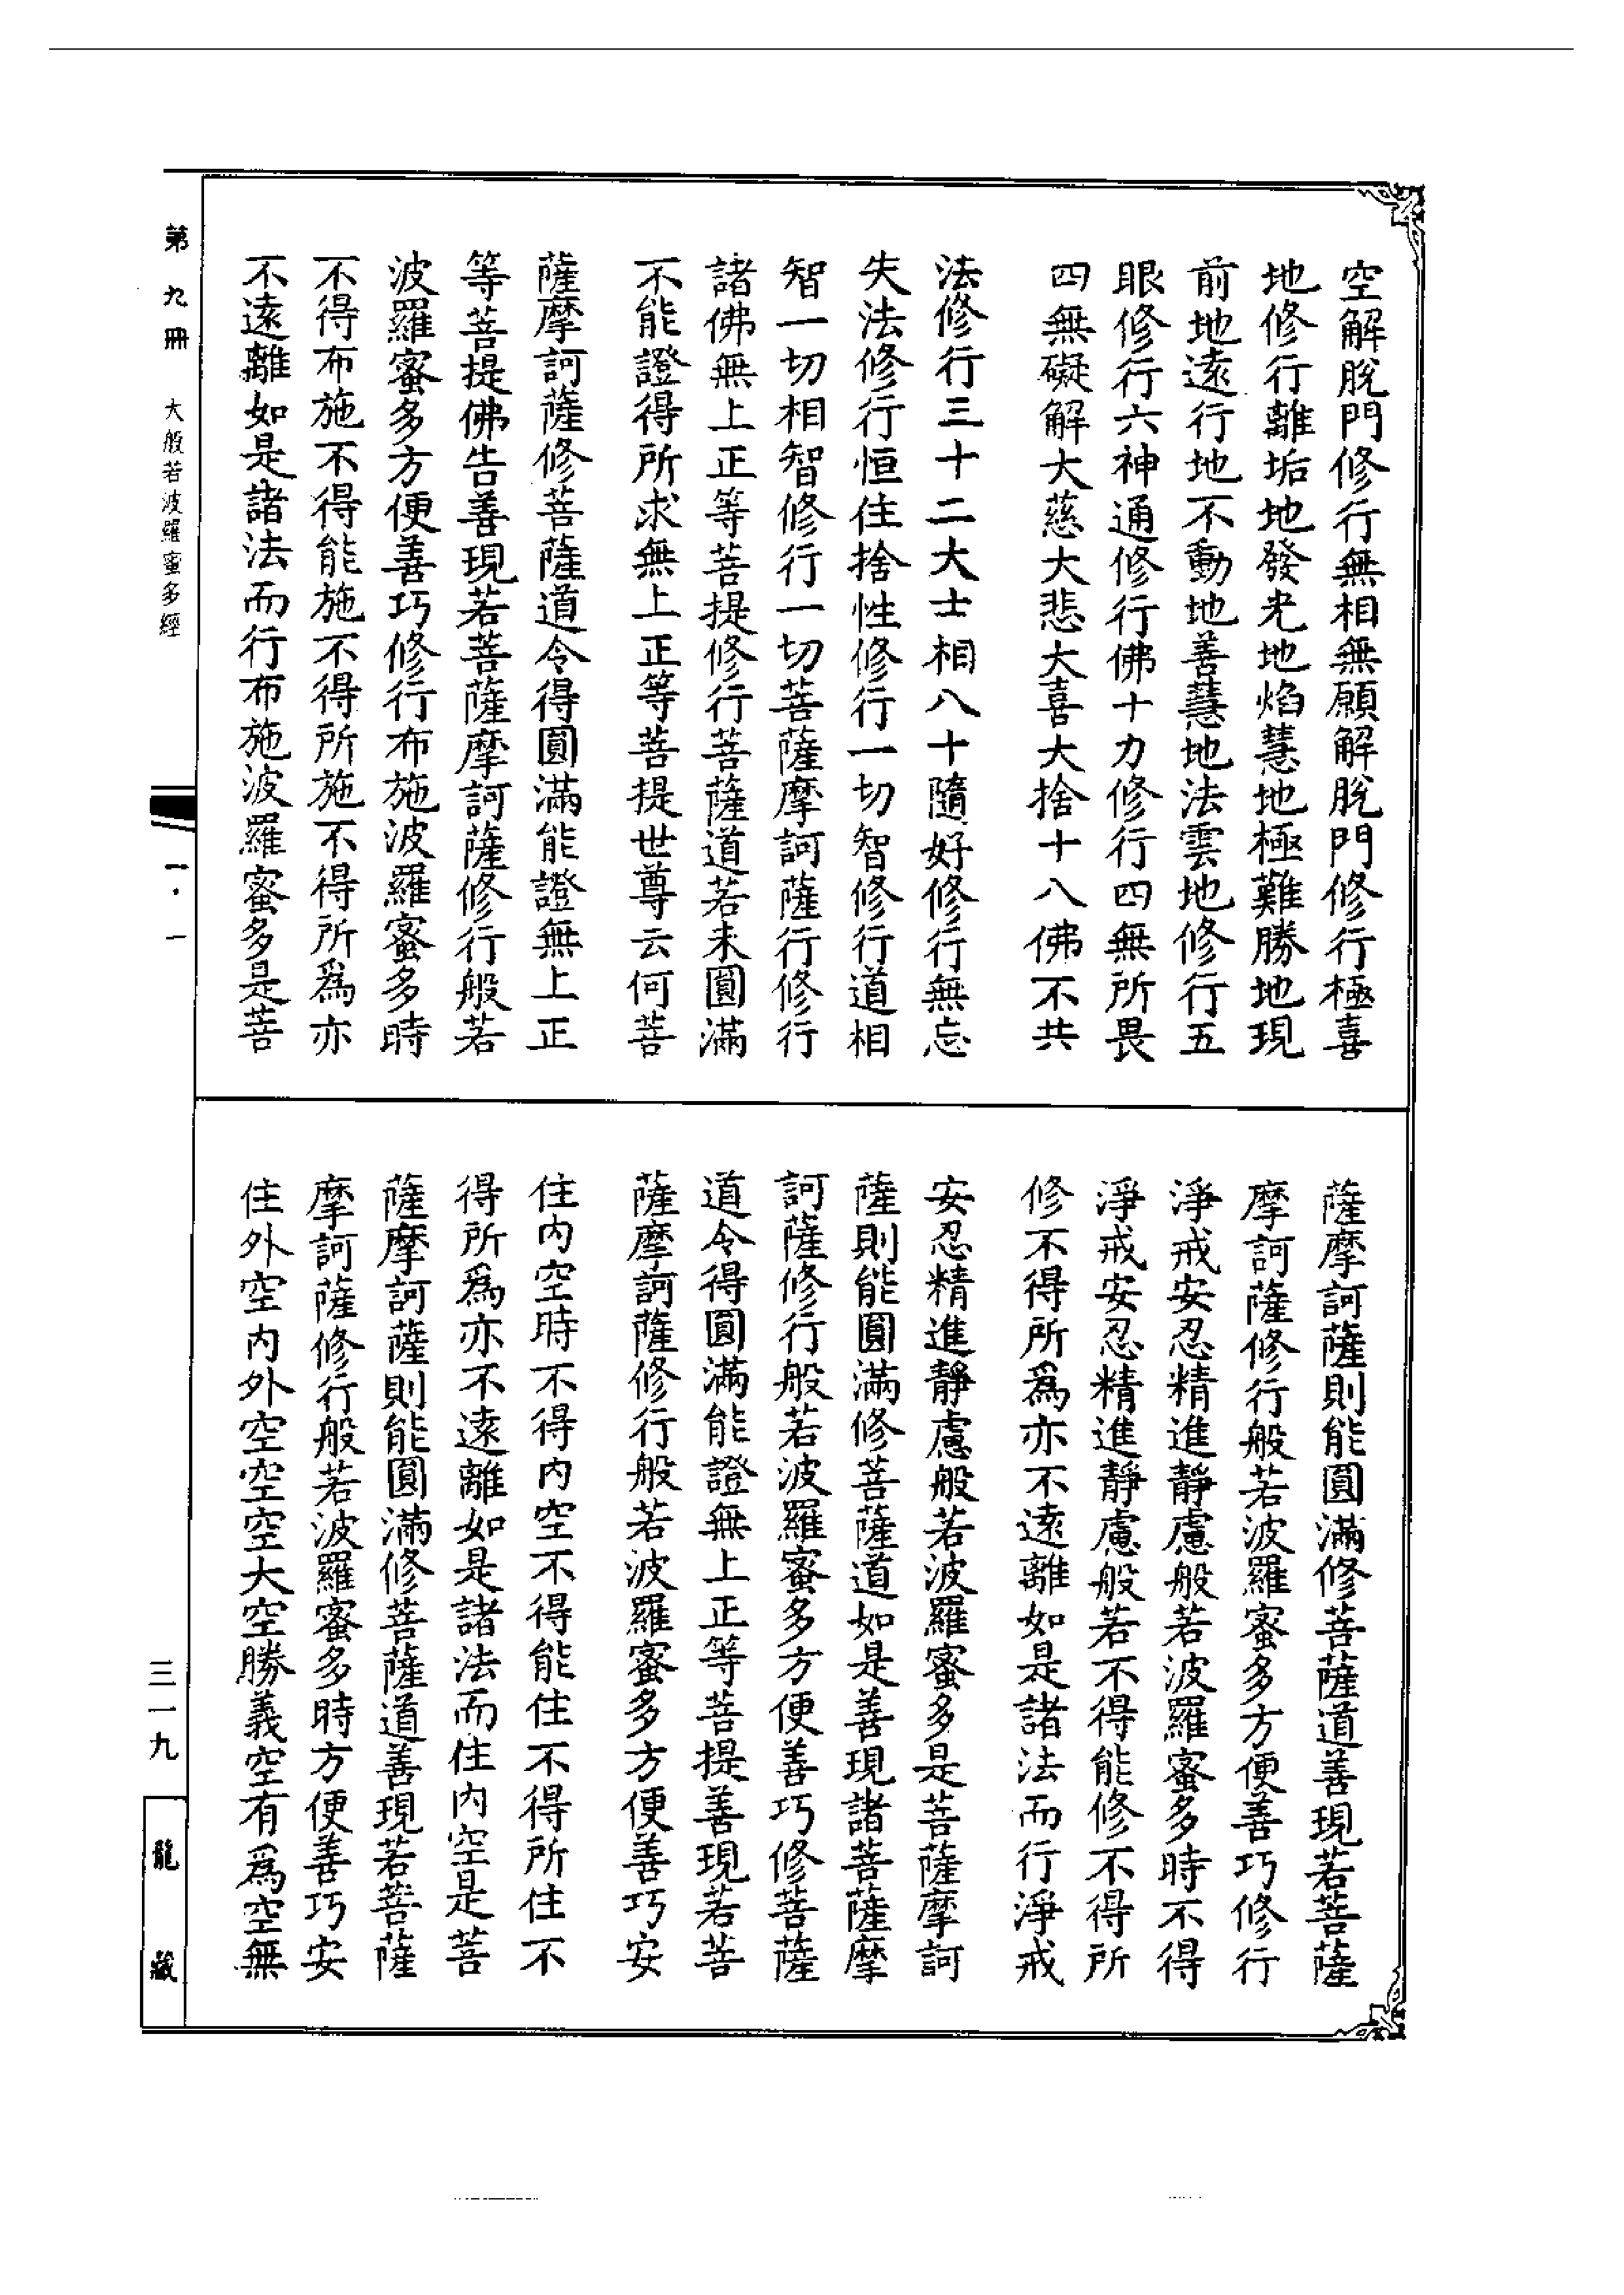 空解脫門修行無相無願解脫門修行極喜
地修行離垢地發光地焰慧地極難勝地現
前地遠行地不動地善慧地法雲地修行五
眼修行六神通修行佛十力修行四無所畏
四無礙解大慈大悲大喜大捨十八佛不共
法修行三十二大士相八十隨好修行無忘
失法修行恒住捨性修行一切智修行道相
智一切相智修行一切菩薩摩訶薩行修行
諸佛無上正等菩提修行菩薩道若未圓滿
不能證得所求無上正等菩提世尊云何菩
薩摩訶薩修菩薩道令得圓滿能證無上正
等菩提佛告善現若菩薩摩訶薩修行般若
波羅蜜多方便善巧修行布施波羅蜜多時
不得布施不得能施不得所施不得所爲亦
不遠離如是諸法而行布施波羅蜜多是菩
薩摩訶薩則能圓滿修菩薩道善現若菩薩
摩訶薩修行般若波羅蜜多方便善巧修行
淨戒安忍精進靜慮般若波羅蜜多時不得
淨戒安忍精進靜慮般若不得能修不得所
修不得所爲亦不遠離如是諸法而行淨戒
安忍精進靜慮般若波羅蜜多是菩薩摩訶
薩則能圓滿修菩薩道如是善現諸菩薩摩
訶薩修行般若波羅蜜多方便善巧修菩薩
道令得圓滿能證無上正等菩提善現若菩
薩摩訶薩修行般若波羅蜜多方便善巧安
住內空時不得內空不得能住不得所住不
得所爲亦不遠離如是諸法而住內空是菩
薩摩訶薩則能圓滿修菩薩道善現若菩薩
摩訶薩修行般若波羅蜜多時方便善巧安
住外空內外空空空大空勝義空有爲空無
第九冊 大般若波羅蜜多經
一·一
三一九
龍藏